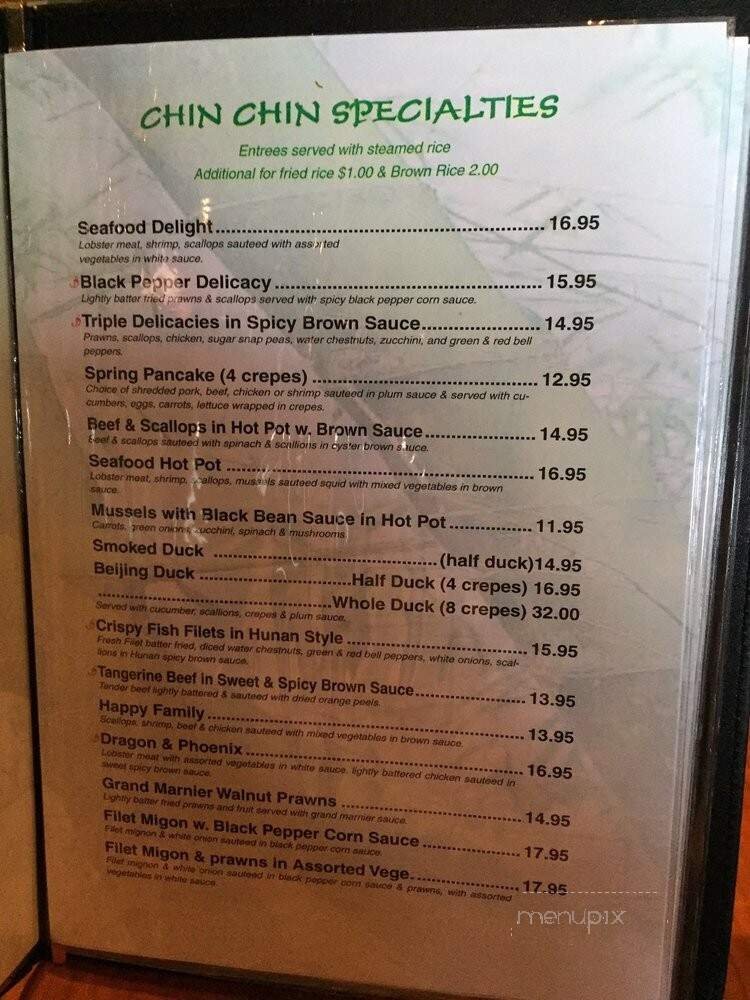 CHIN CHIN SPECIALTIES
Entrees served with steamed rice
Additional for fried rice $1.00 & Brown Rice 2.00
Seafood Delight 16.95
Lobster meat, shrimp, scallops sauteed with assorted
vegetables in white sauce.
Black Pepper Delicacy 15.95
Lightly batter fried prawns & scallops served with spicy black pepper corn sauce.
Triple Delicacies in Spicy Brown Sauce 14.95
Prawns, scallops, chicken, sugar snap peas, water chestnuts, zucchini, and green & red bell
peppers.
Spring Pancake (4 crepes) 12.95
Choice of shredded pork, beef, chicken or shrimp sauteed in plum sauce & served with cu-
cumbers, eggs, carrots, lettuce wrapped in crepes.
Beef & Scallops in Hot Pot w. Brown Sauce 14.95
Beef & scallops sauteed with spinach & scallions in oyster brown sauce.
Seafood Hot Pot 16.95
Lobster meat, shrimp, scallops, mussels sauteed squid with mixed vegetables in brown
sauce.
Mussels with Black Bean Sauce in Hot Pot 11.95
Carrots, green onions, zucchini, spinach & mushrooms
Smoked Duck (half duck)14.95
Beijing Duck Half Duck (4 crepes) 16.95
Whole Duck (8 crepes) 32.00
Served with cucumber, scallions, crepes & plum sauce.
Crispy Fish Filets in Hunan Style 15.95
Fresh Filet batter fried, diced water chestnuts, green & red bell peppers, white onions, scal-
lions in Hunan spicy brown sauce.
Tangerine Beef in Sweet & Spicy Brown Sauce 13.95
Tender beef lightly battered & sauteed with dried orange peels.
Happy Family 13.95
Scallops, shrimp, beef & chicken sauteed with mixed vegetables in brown sauce.
Dragon & Phoenix 16.95
Lobster meat with assorted vegetables in white sauce, lightly battered chicken sauteed in
sweet spicy brown sauce.
Grand Marnier Walnut Prawns 14.95
Lightly batter fried prawns and fruit served with grand marnier sauce.
Filet Migon w. Black Pepper Corn Sauce 17.95
Filet mignon & white onion sauteed in black pepper corn sauce.
Filet Migon & prawns in Assorted Vege. 17.95
Filet mignon & white onion sauteed in black pepper corn sauce & prawns, with assorted
vegetables in white sauce.
menupix